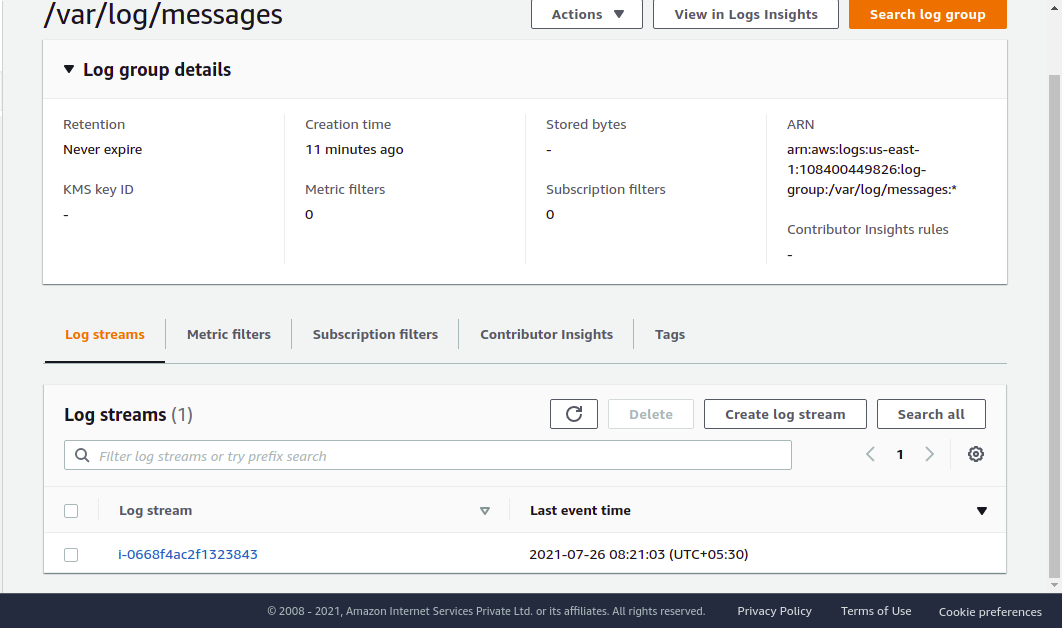 /var/log/messages
Actions ▼
View in Logs Insights
Search log group
▼ Log group details
Retention
Never expire
KMS key ID
-
Creation time
11 minutes ago
Metric filters
0
Stored bytes
-
Subscription filters
0
ARN
arn:aws:logs:us-east-
1:108400449826:log-
group:/var/log/messages:*
Contributor Insights rules
-
Log streams
Metric filters
Subscription filters
Contributor Insights
Tags
Log streams (1)
Delete
Create log stream
Search all
Filter log streams or try prefix search
1
Log stream
Last event time
i-0668f4ac2f1323843
2021-07-26 08:21:03 (UTC+05:30)
© 2008 - 2021, Amazon Internet Services Private Ltd. or its affiliates. All rights reserved.
Privacy Policy
Terms of Use
Cookie preferences